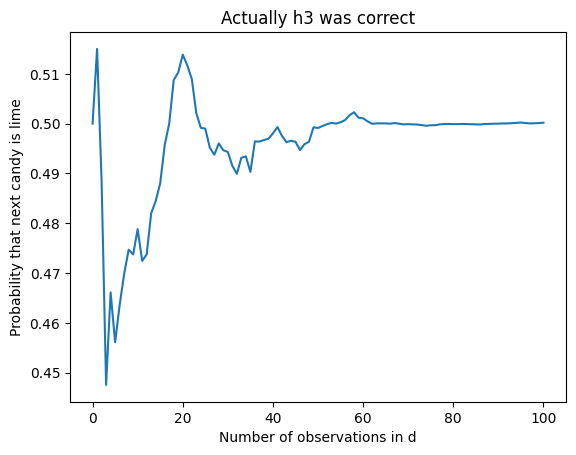 Actually h3 was correct
Probability that next candy is lime
0.51
0.50
0.49
0.48
0.47
0.46
0.45
0 20 40 60 80 100
Number of observations in d